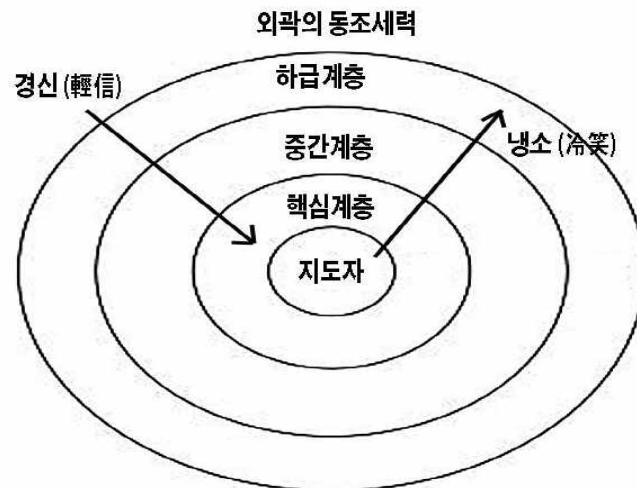 외곽의 동조세력
하급계층
경신 (輕信)
중간계층
냉소 (冷笑)
핵심계층
지도자